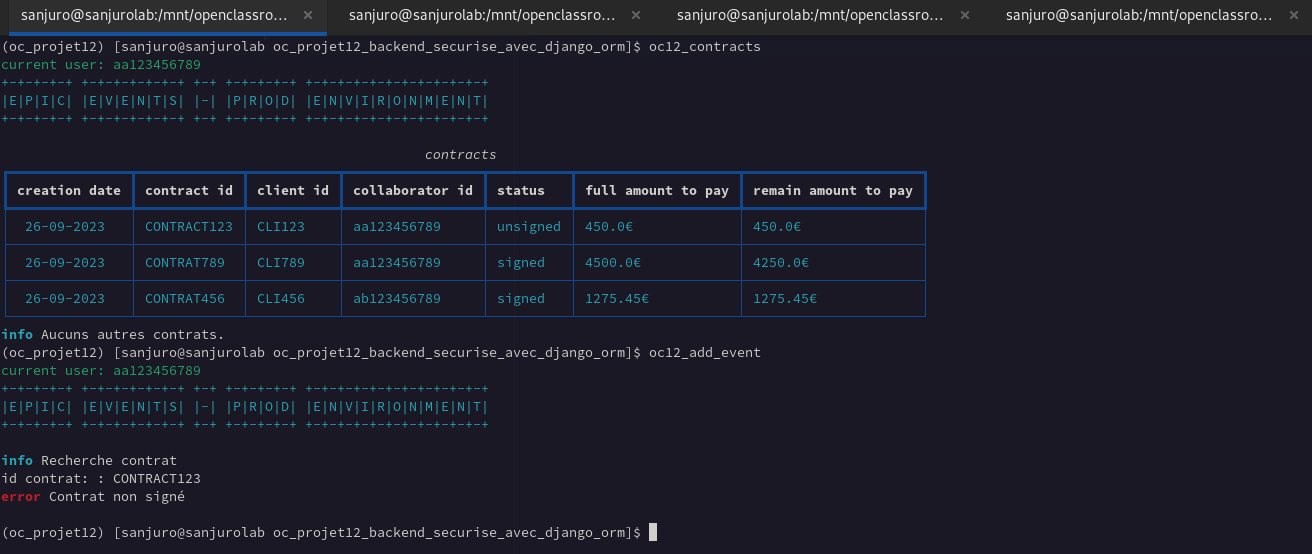 sanjuro@sanjurolab:/mnt/openclassro... × sanjuro@sanjurolab:/mnt/openclassro... × sanjuro@sanjurolab:/mnt/openclassro... × sanjuro@sanjurolab:/mnt/openclassro... ×
(oc_projet12) [sanjuro@sanjurolab oc_projet12_backend_securise_avec_django_orm]$ oc12_contracts
current user: aa123456789
+-+-+-+-+ +-+-+-+-+-+-+ +-+ +-+-+-+-+ +-+-+-+-+-+-+-+-+-+-+-+
|E|P|I|C| |E|V|E|N|T|S| |-| |P|R|O|D| |E|N|V|I|R|O|N|M|E|N|T|
+-+-+-+-+ +-+-+-+-+-+-+ +-+ +-+-+-+-+ +-+-+-+-+-+-+-+-+-+-+-+
contracts
creation date contract id client id collaborator id status full amount to pay remain amount to pay
26-09-2023 CONTRACT123 CLI123 aa123456789 unsigned 450.0€ 450.0€
26-09-2023 CONTRAT789 CLI789 aa123456789 signed 4500.0€ 4250.0€
26-09-2023 CONTRAT456 CLI456 ab123456789 signed 1275.45€ 1275.45€
info Aucuns autres contrats.
(oc_projet12) [sanjuro@sanjurolab oc_projet12_backend_securise_avec_django_orm]$ oc12_add_event
current user: aa123456789
+-+-+-+-+ +-+-+-+-+-+-+ +-+ +-+-+-+-+ +-+-+-+-+-+-+-+-+-+-+-+
|E|P|I|C| |E|V|E|N|T|S| |-| |P|R|O|D| |E|N|V|I|R|O|N|M|E|N|T|
+-+-+-+-+ +-+-+-+-+-+-+ +-+ +-+-+-+-+ +-+-+-+-+-+-+-+-+-+-+-+
info Recherche contrat
id contrat: : CONTRACT123
error Contrat non signé
(oc_projet12) [sanjuro@sanjurolab oc_projet12_backend_securise_avec_django_orm]$